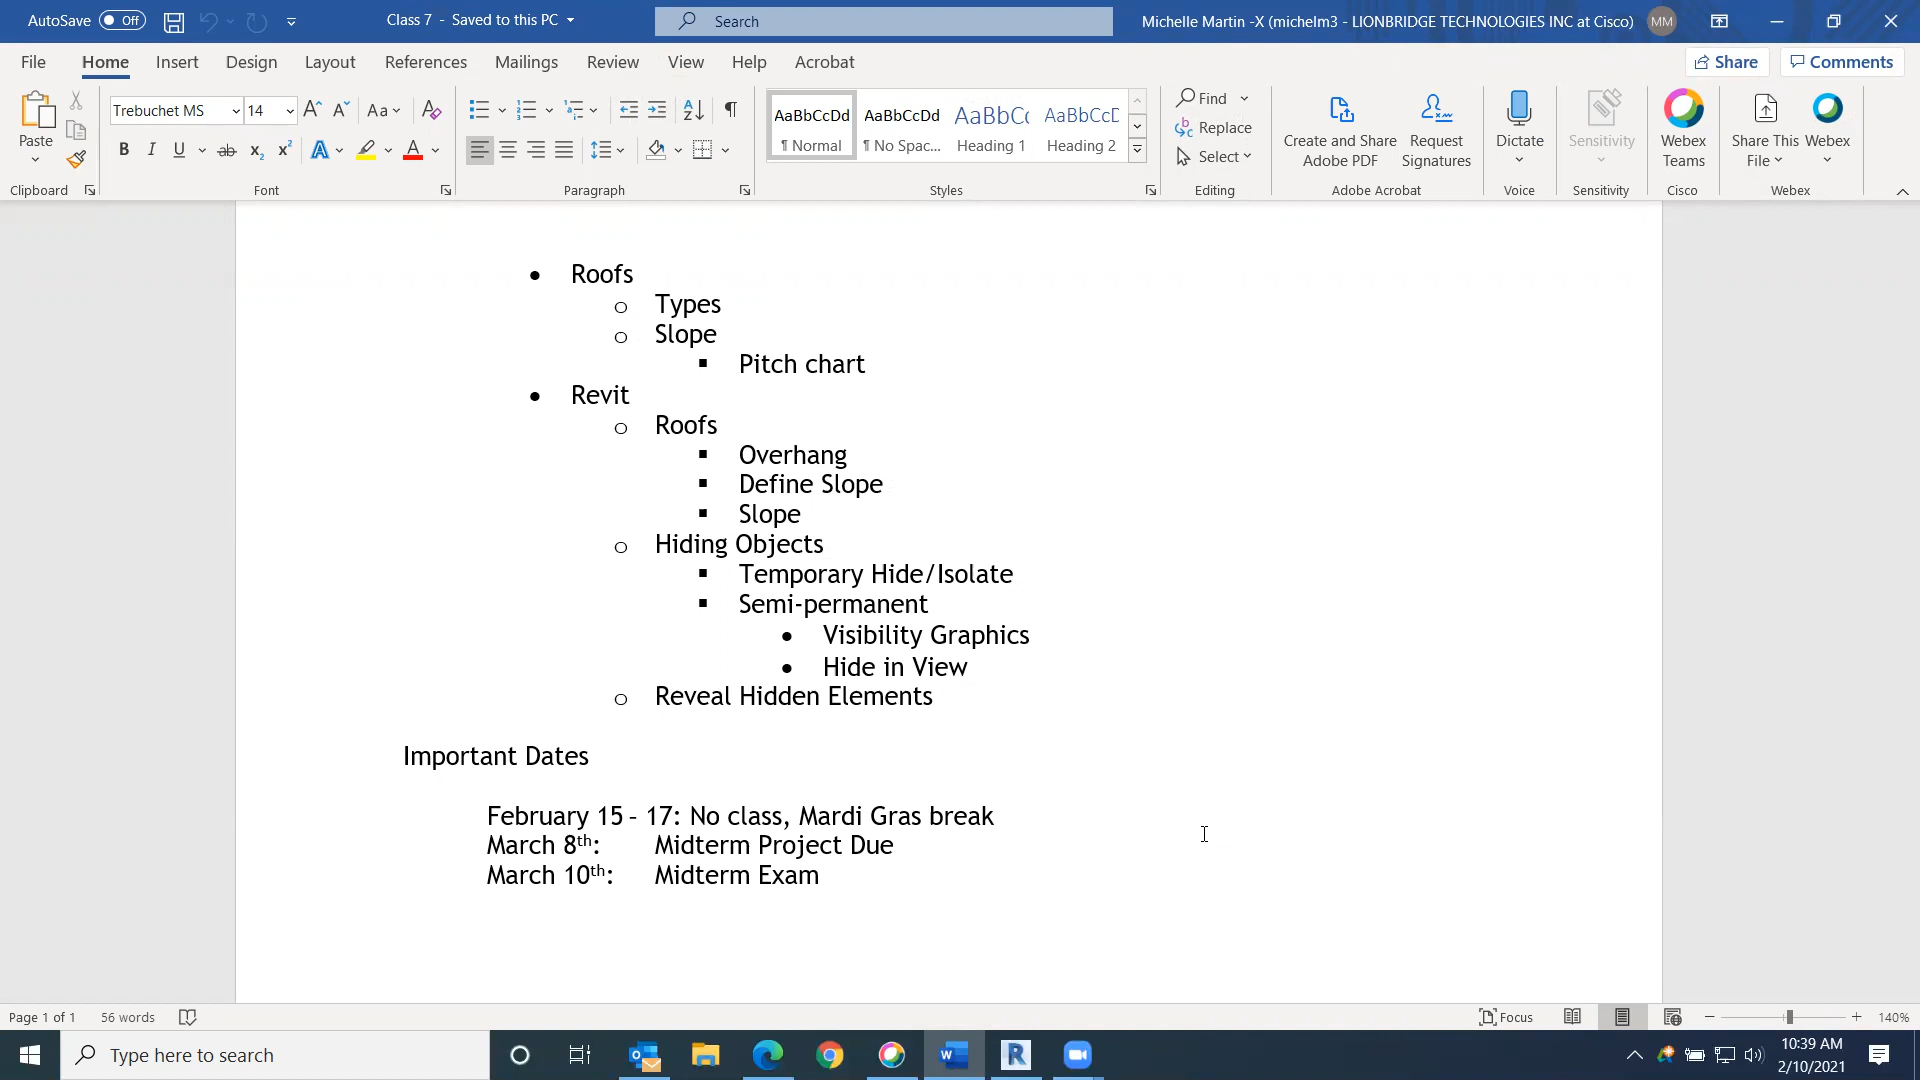 AutoSave Off Class 7 - Saved to this PC Search Michelle Martin -X (michelm3 - LIONBRIDGE TECHNOLOGIES INC at Cisco) MM
File Home Insert Design Layout References Mailings Review View Help Acrobat Share Comments
Paste
Clipboard
Trebuchet MS 14 Aa
B I U ab x₂ x² A A
Font
Paragraph
AaBbCcDd AaBbCcDd AaBbCc AaBbCcD
¶ Normal ¶ No Spac... Heading 1 Heading 2
Styles
Find
Replace
Select
Editing
Create and Share
Adobe PDF
Request
Signatures
Adobe Acrobat
Dictate
Voice
Sensitivity
Sensitivity
Webex
Teams
Cisco
Share This
File
Webex
Webex
• Roofs
o Types
o Slope
▪ Pitch chart
• Revit
o Roofs
▪ Overhang
▪ Define Slope
▪ Slope
o Hiding Objects
▪ Temporary Hide/Isolate
▪ Semi-permanent
• Visibility Graphics
• Hide in View
o Reveal Hidden Elements
Important Dates
February 15 – 17: No class, Mardi Gras break
March 8th: Midterm Project Due
March 10th: Midterm Exam
Page 1 of 1 56 words Focus 140%
Type here to search
10:39 AM
2/10/2021